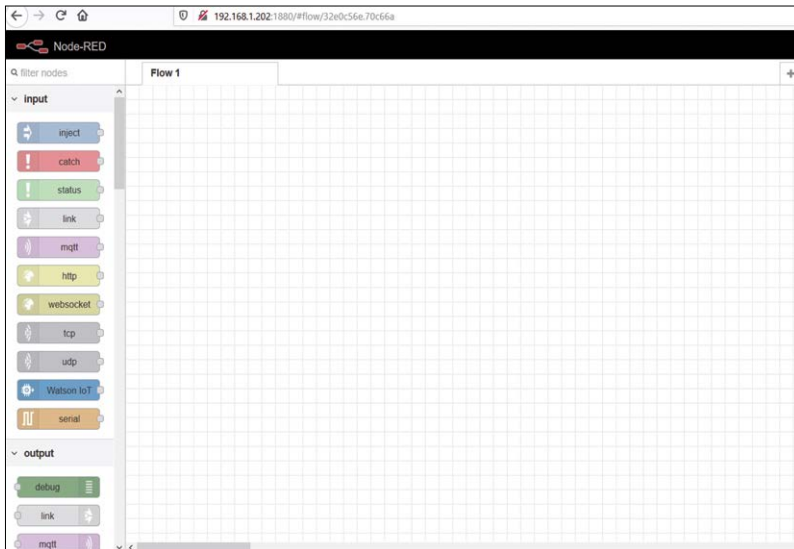 192.168.1.202:1880/#flow/32e0c56e.70c66a
Node-RED
filter nodes
Flow 1
+
input
inject
catch
status
link
mqtt
http
websocket
tcp
udp
Watson IoT
serial
output
debug
link
mqtt